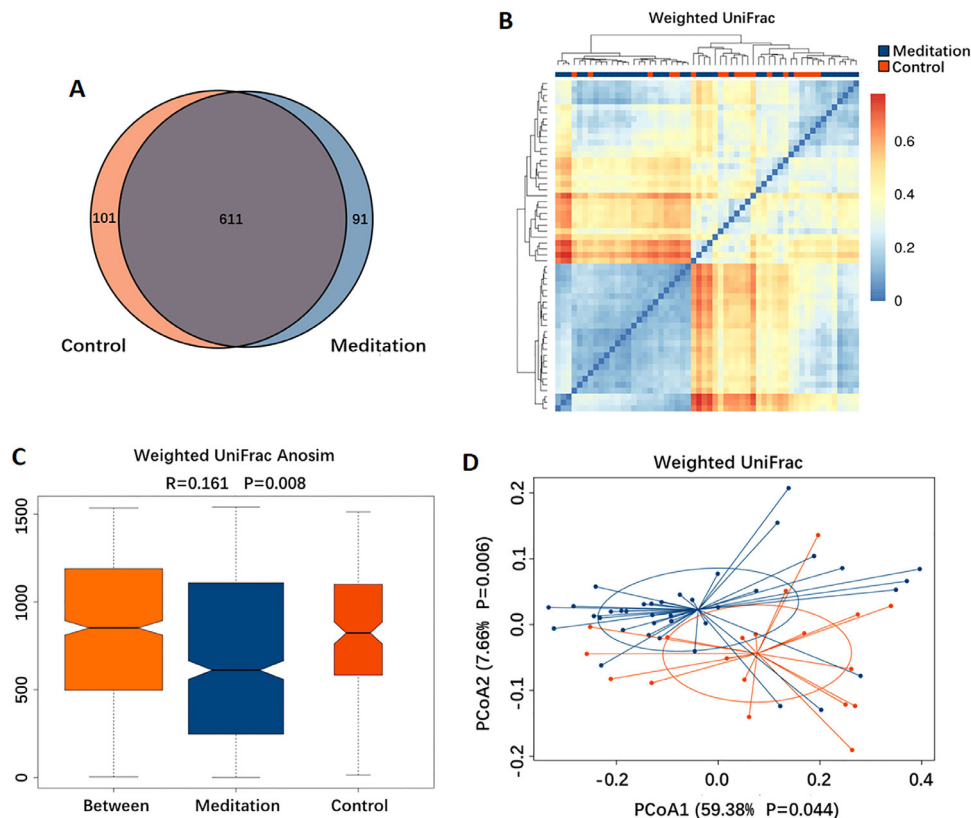 A
101
611
91
Control
Meditation
B
Weighted UniFrac
Meditation
Control
0.6
0.4
0.2
0
C
Weighted UniFrac Anosim
R=0.161 P=0.008
1500
1000
500
0
Between
Meditation
Control
D
Weighted UniFrac
PCoA2 (7.66% P=0.006)
0.2
0.1
0.0
-0.1
-0.2
-0.2
0.0
0.2
0.4
PCoA1 (59.38% P=0.044)